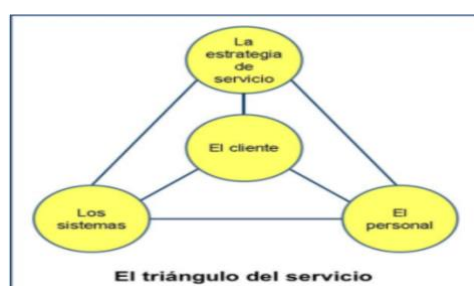 La
estrategia
de
servicio
El cliente
Los
sistemas
El
personal
El triángulo del servicio